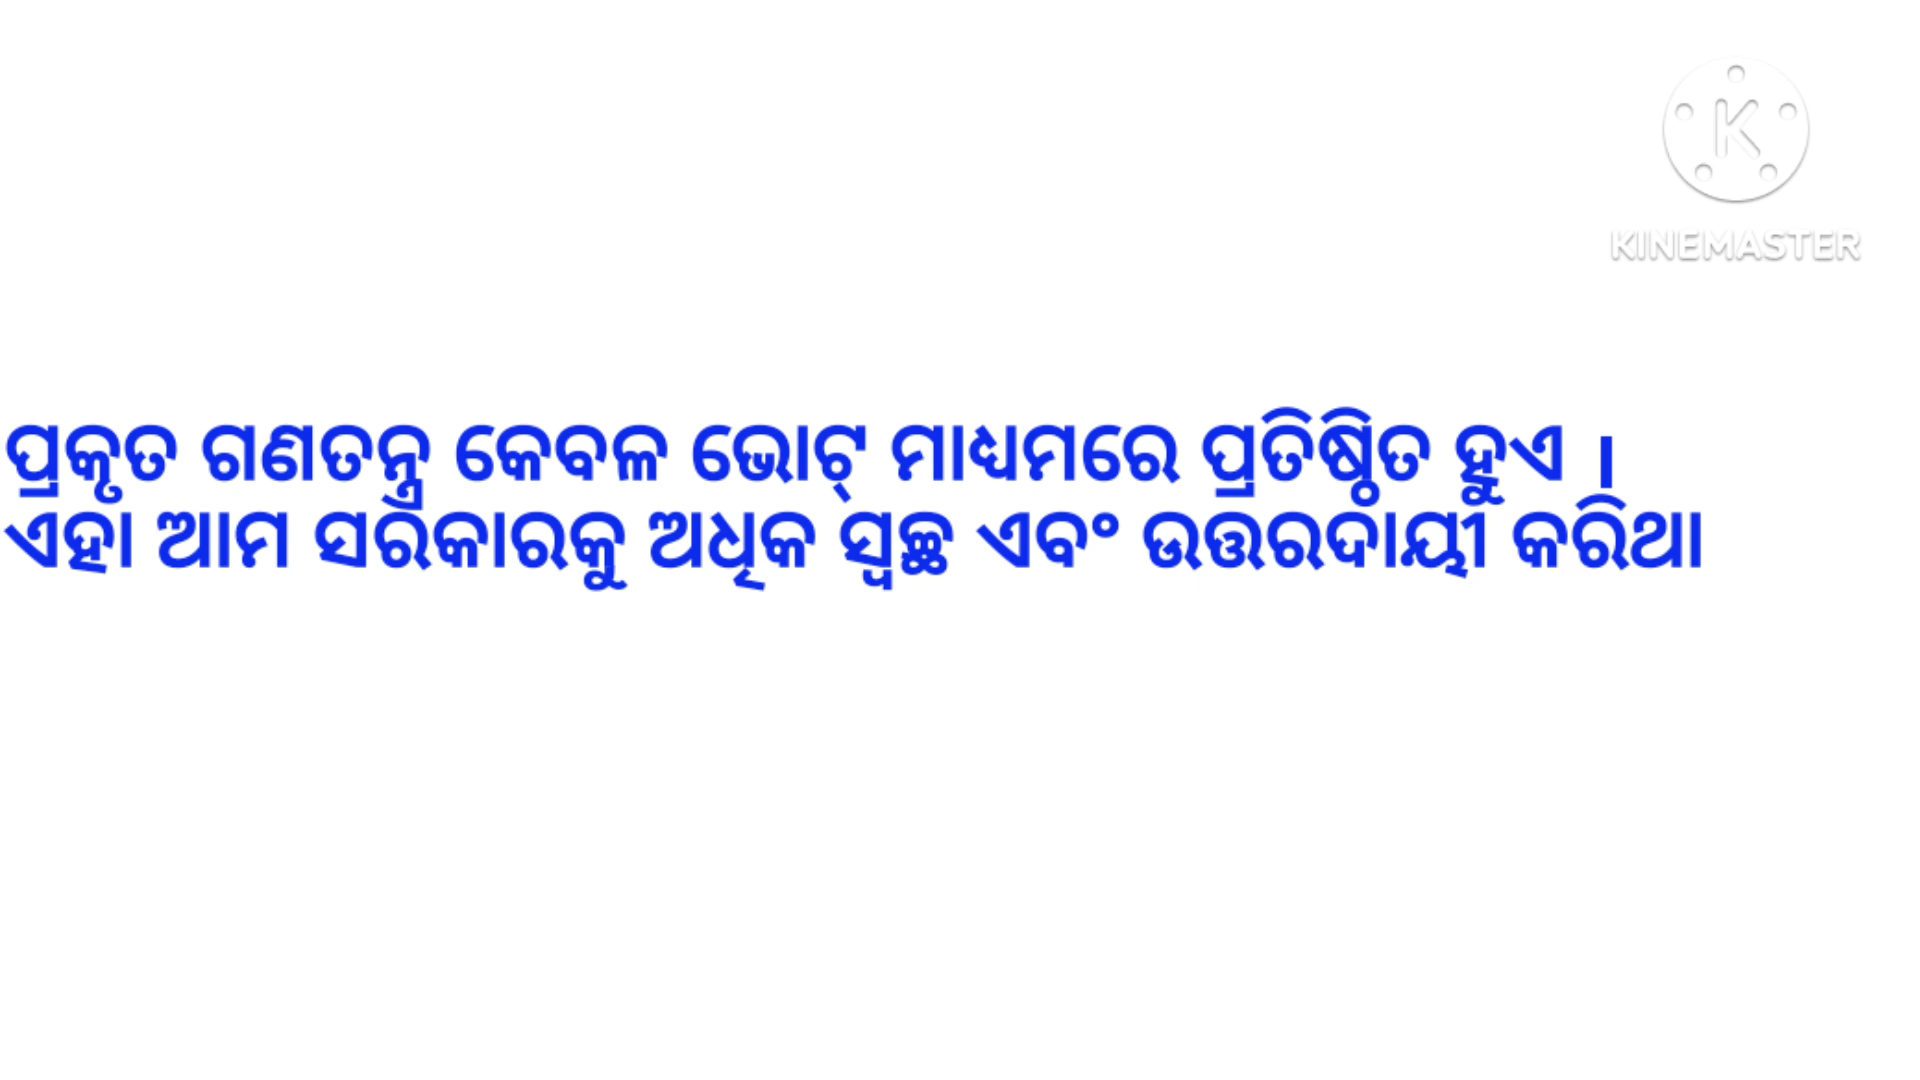 KINEMASTER
ପ୍ରକୃତ ଗଣତନ୍ତ୍ର କେବଳ ଭୋଟ୍ ମାଧ୍ୟମରେ ପ୍ରତିଷ୍ଠିତ ହୁଏ ।
ଏହା ଆମ ସରକାରକୁ ଅଧିକ ସ୍ୱଚ୍ଛ ଏବଂ ଉତ୍ତରଦାୟୀ କରିଥା